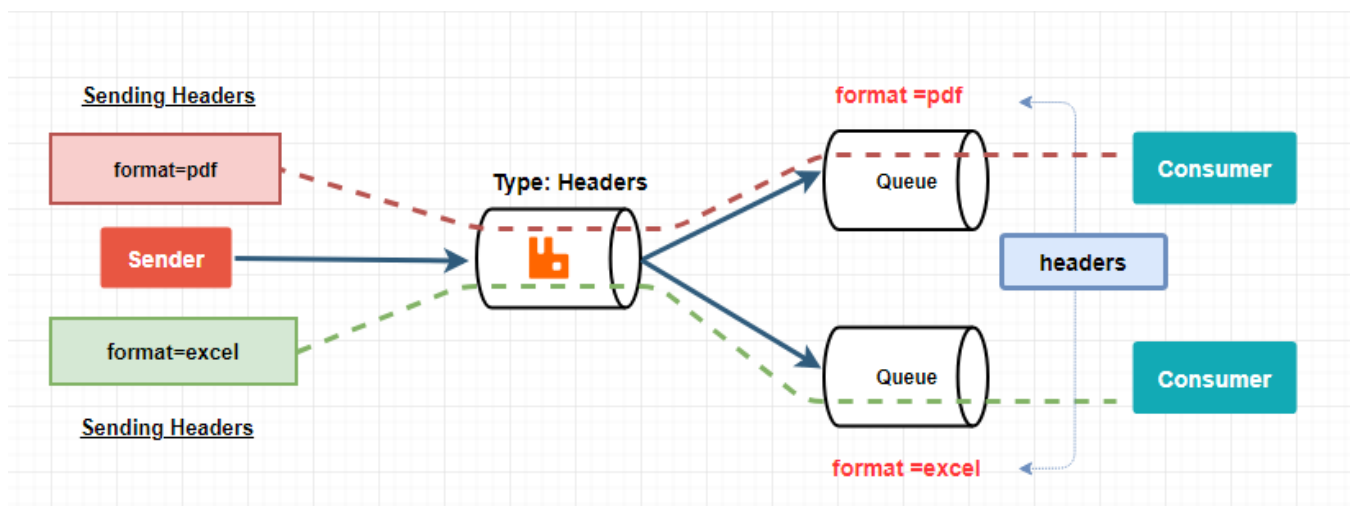 Sending Headers
format=pdf
Sender
format=excel
Sending Headers
Type: Headers
format =pdf
Queue
Consumer
headers
Queue
Consumer
format =excel